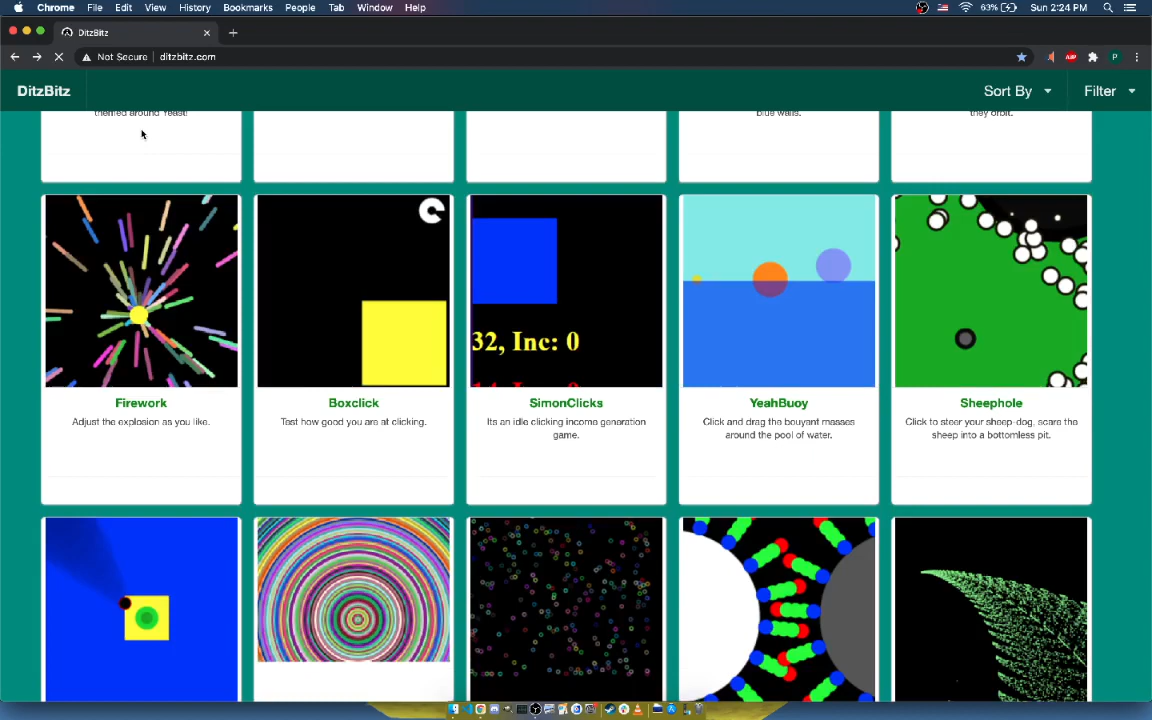 Chrome File Edit View History Bookmarks People Tab Window Help 63% Sun 2:24 PM
DitzBitz
Not Secure ditzbitz.com ABP P
DitzBitz Sort By Filter
themed around Yeast! blue walls. they orbit.
32, Inc: 0
Firework Boxclick SimonClicks YeahBuoy Sheephole
Adjust the explosion as you like. Test how good you are at clicking. Its an idle clicking income generation Click and drag the bouyant masses Click to steer your sheep-dog, scare the
game. around the pool of water. sheep into a bottomless pit.